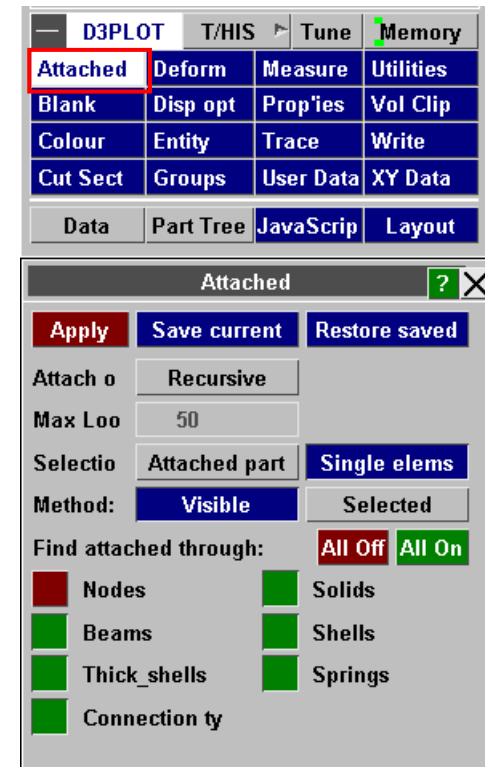 D3PLOT T/HIS Tune Memory
Attached Deform Measure Utilities
Blank Disp opt Prop'ies Vol Clip
Colour Entity Trace Write
Cut Sect Groups User Data XY Data
Data Part Tree JavaScrip Layout
Attached ? X
Apply Save current Restore saved
Attach o Recursive
Max Loo 50
Selectio Attached part Single elems
Method: Visible Selected
Find attached through: All Off All On
Nodes Solids
Beams Shells
Thick_shells Springs
Connection ty